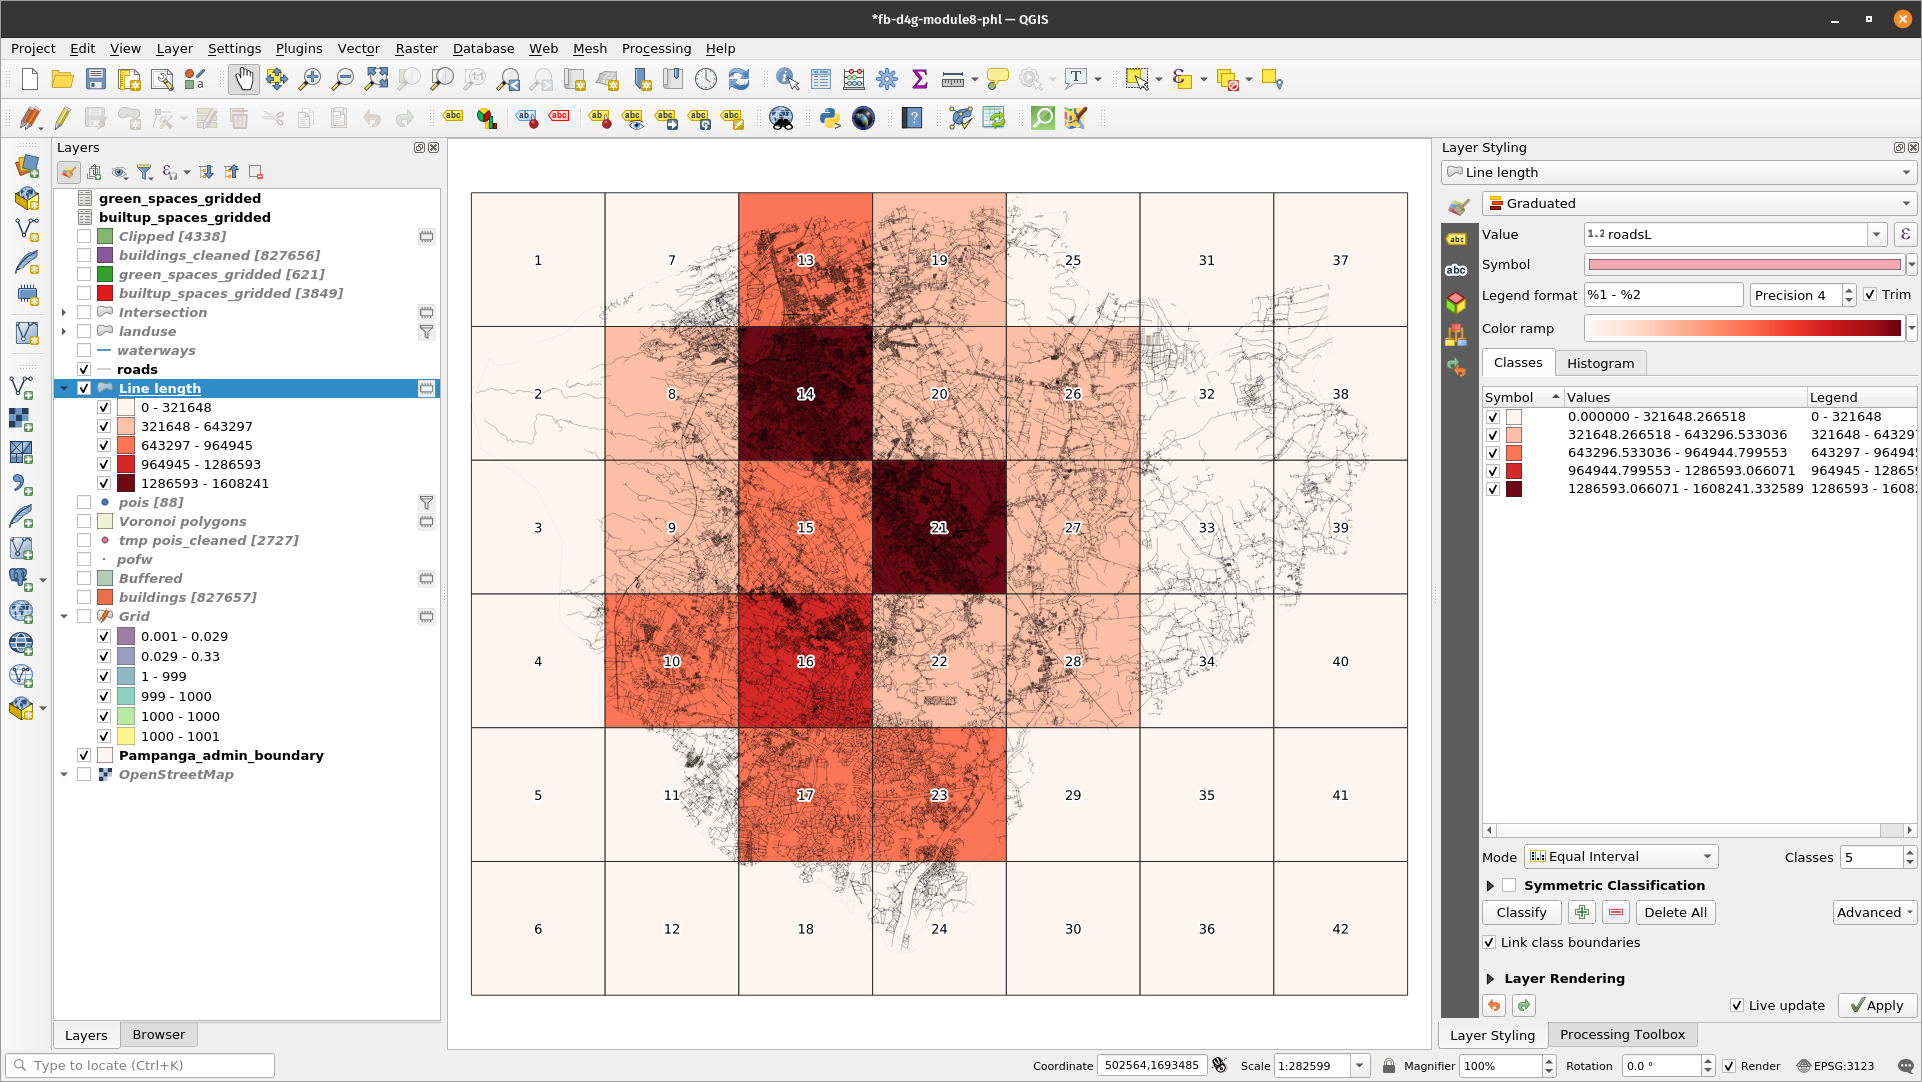 *fb-d4g-module8-phl — QGIS
Project Edit View Layer Settings Plugins Vector Raster Database Web Mesh Processing Help
Layers
green_spaces_gridded
builtup_spaces_gridded
Clipped [4338]
buildings_cleaned [827656]
green_spaces_gridded [621]
builtup_spaces_gridded [3849]
Intersection
landuse
waterways
roads
Line length
0 - 321648
321648 - 643297
643297 - 964945
964945 - 1286593
1286593 - 1608241
pois [88]
Voronoi polygons
tmp pois_cleaned [2727]
pofw
Buffered
buildings [827657]
Grid
0.001 - 0.029
0.029 - 0.33
1 - 999
999 - 1000
1000 - 1000
1000 - 1001
Pampanga_admin_boundary
OpenStreetMap
Layers Browser
1 7 13 19 25 31 37
2 8 14 20 26 32 38
3 9 15 21 27 33 39
4 10 16 22 28 34 40
5 11 17 23 29 35 41
6 12 18 24 30 36 42
Layer Styling
Line length
Graduated
Value 1.2 roadsL ε
Symbol
Legend format %1 - %2 Precision 4 Trim
Color ramp
Classes Histogram
Symbol Values Legend
0.000000 - 321648.266518 0 - 321648
321648.266518 - 643296.533036 321648 - 64329
643296.533036 - 964944.799553 643297 - 96494
964944.799553 - 1286593.066071 964945 - 12865
1286593.066071 - 1608241.332589 1286593 - 1608
Mode Equal Interval Classes 5
Symmetric Classification
Classify Delete All Advanced
Link class boundaries
Layer Rendering
Live update Apply
Layer Styling Processing Toolbox
Type to locate (Ctrl+K) Coordinate 502564,1693485 Scale 1:282599 Magnifier 100% Rotation 0.0 ° Render EPSG:3123